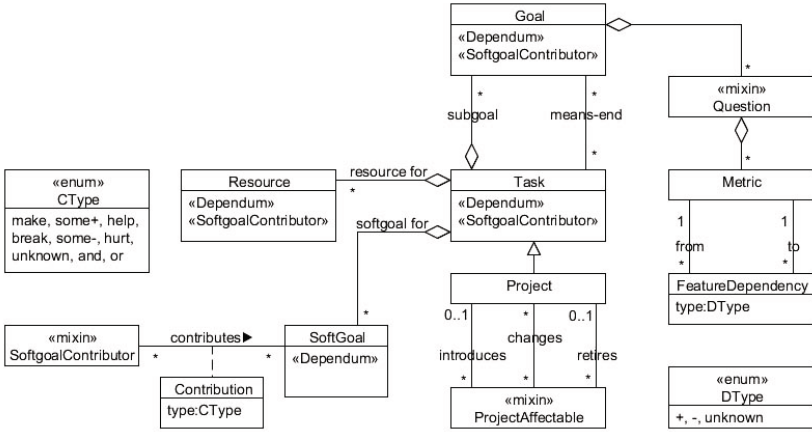 Goal
«Dependum»
«SoftgoalContributor»
*
«mixin»
Question
*
subgoal
*
means-end
*
*
«enum»
CType
make, some+, help,
break, some-, hurt,
unknown, and, or
Resource
«Dependum»
«SoftgoalContributor»
resource for
*
softgoal for
*
Task
«Dependum»
«SoftgoalContributor»
Metric
1
from
*
1
to
*
FeatureDependency
type:DType
Project
0..1
introduces
*
*
changes
*
0..1
retires
*
«mixin»
ProjectAffectable
«mixin»
SoftgoalContributor
contributes▶
*
*
SoftGoal
«Dependum»
Contribution
type:CType
«enum»
DType
+, -, unknown